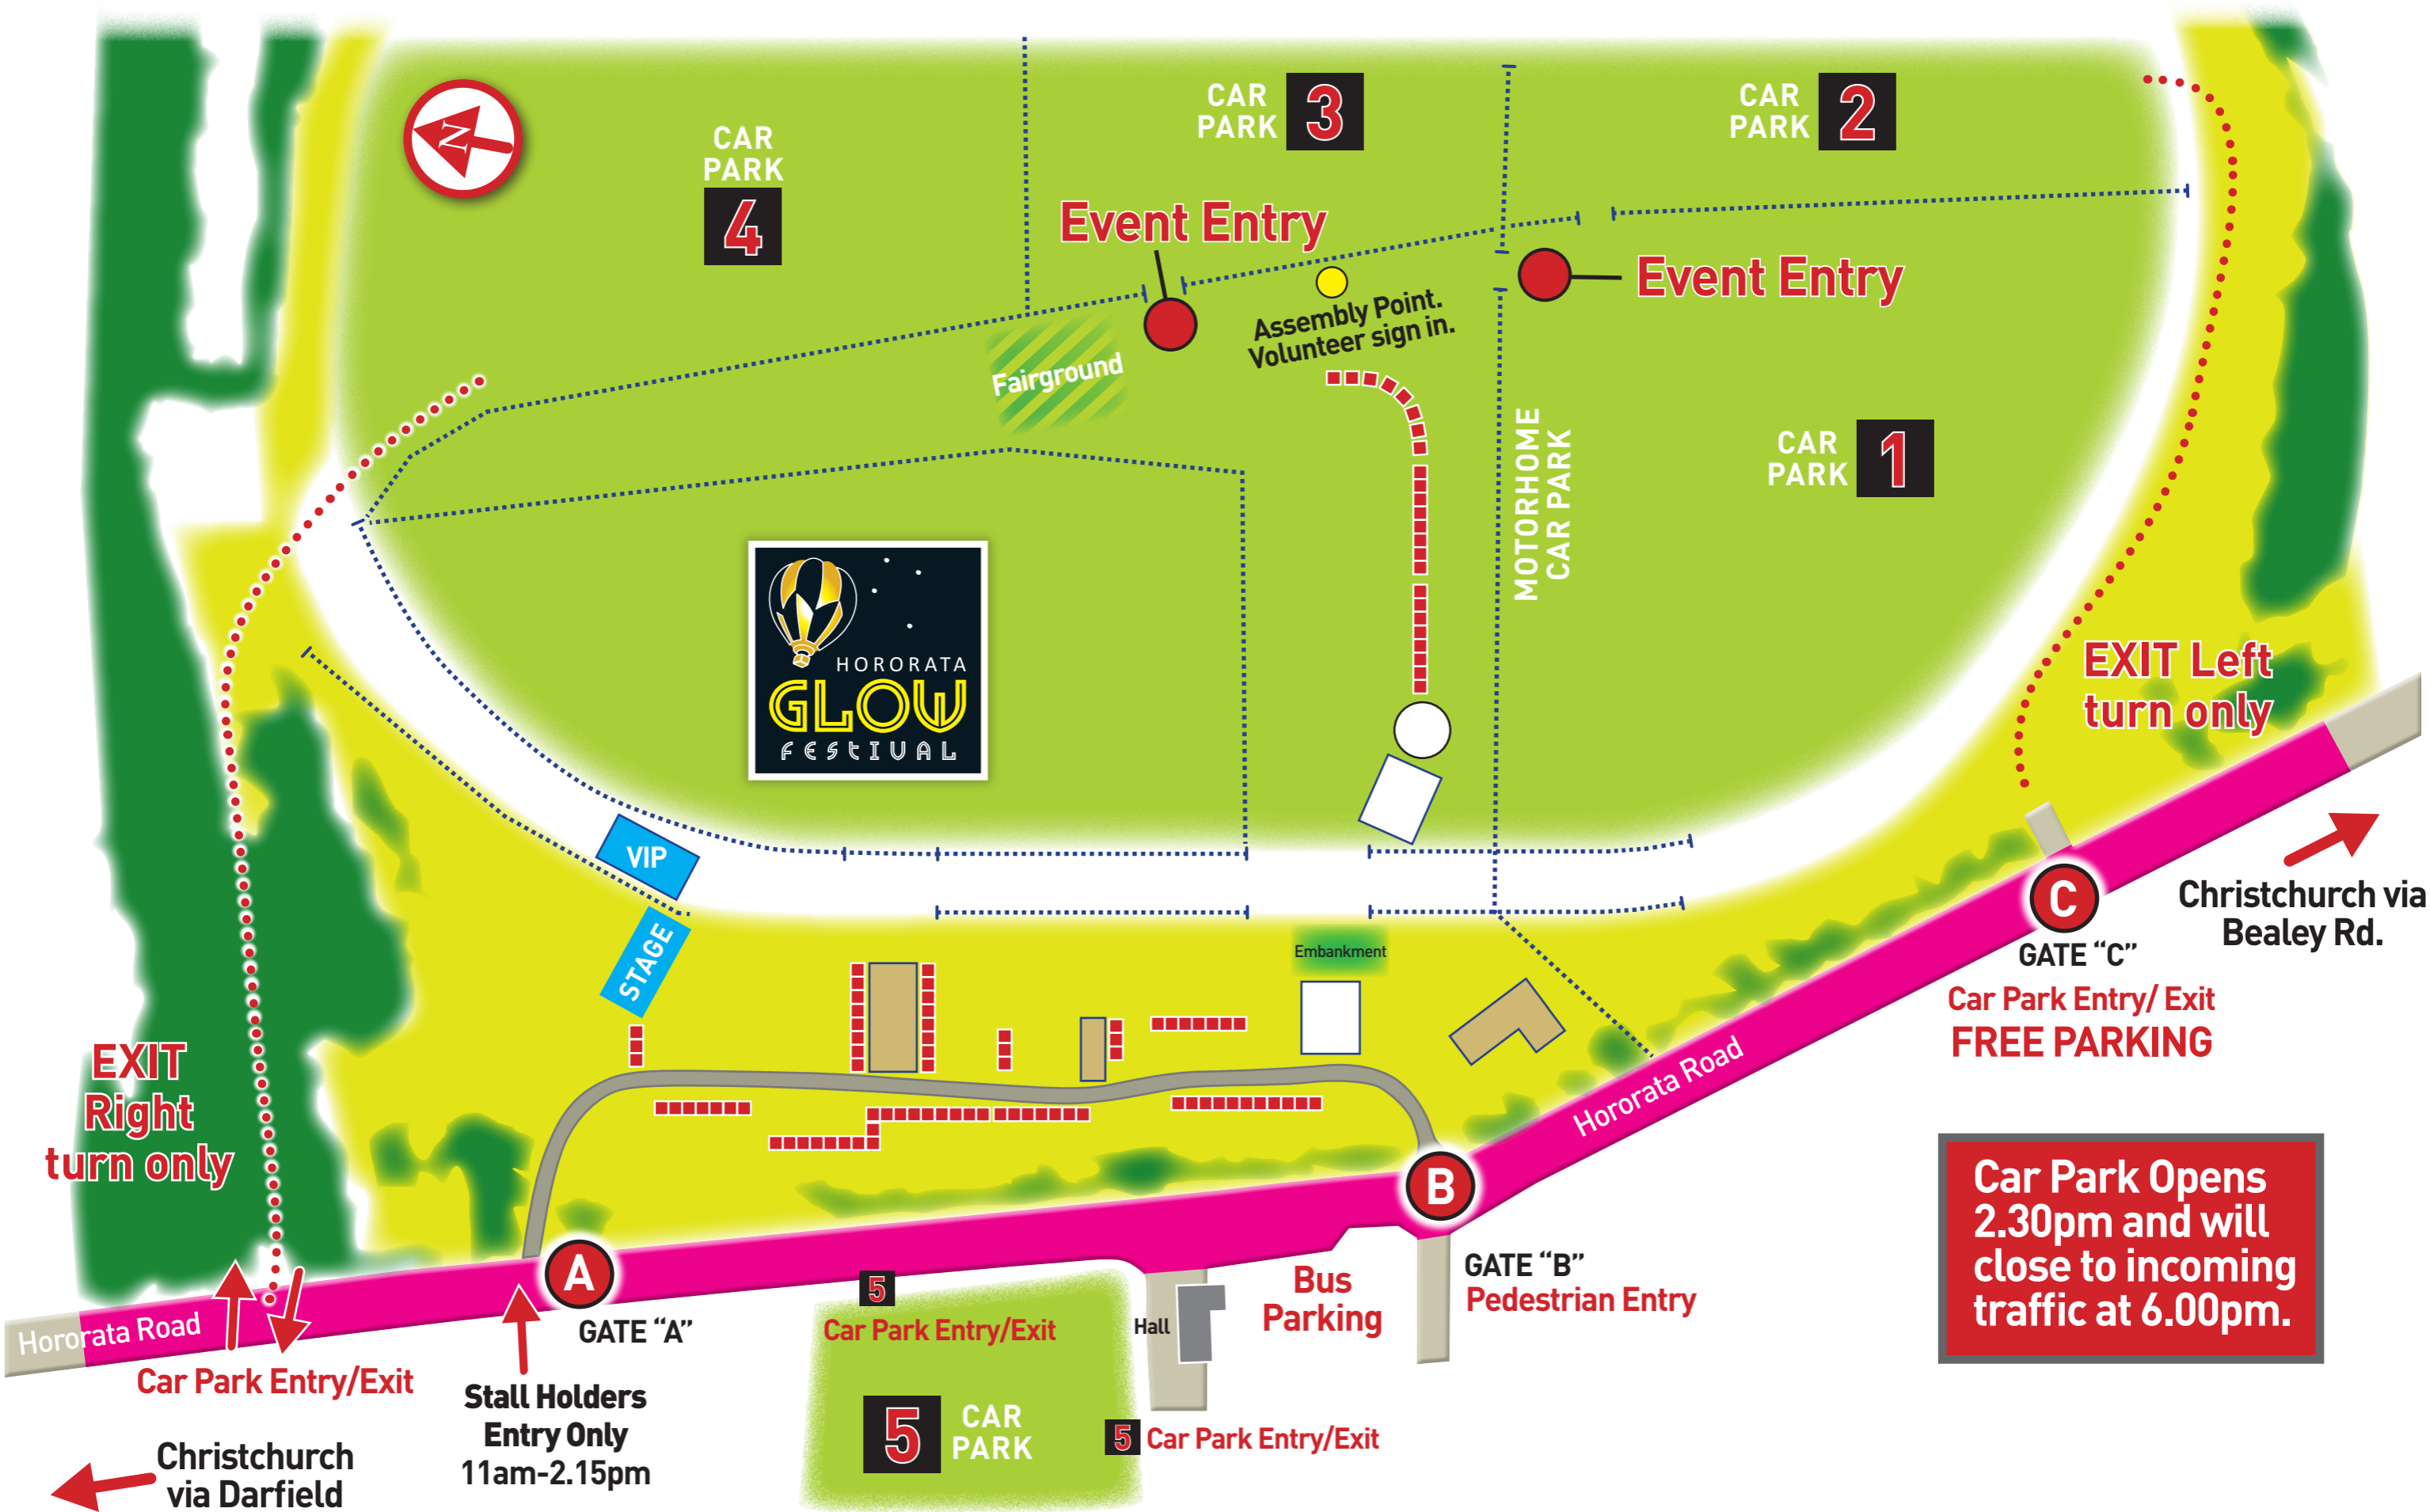 N
CAR
PARK
4
CAR
PARK
3
CAR
PARK
2
Event Entry
Event Entry
Assembly Point.
Volunteer sign in.
Fairground
MOTORHOME
CAR PARK
CAR
PARK
1
HORORATA
GLOW
FESTIVAL
EXIT Left
turn only
VIP
STAGE
Embankment
C
GATE “C”
Car Park Entry/ Exit
FREE PARKING
Christchurch via
Bealey Rd.
EXIT
Right
turn only
Hororata Road
B
GATE “B”
Pedestrian Entry
Car Park Opens
2.30pm and will
close to incoming
traffic at 6.00pm.
A
GATE “A”
Hororata Road
Car Park Entry/Exit
Stall Holders
Entry Only
11am-2.15pm
Christchurch
via Darfield
5
Car Park Entry/Exit
Hall
Bus
Parking
5
CAR
PARK
5
Car Park Entry/Exit